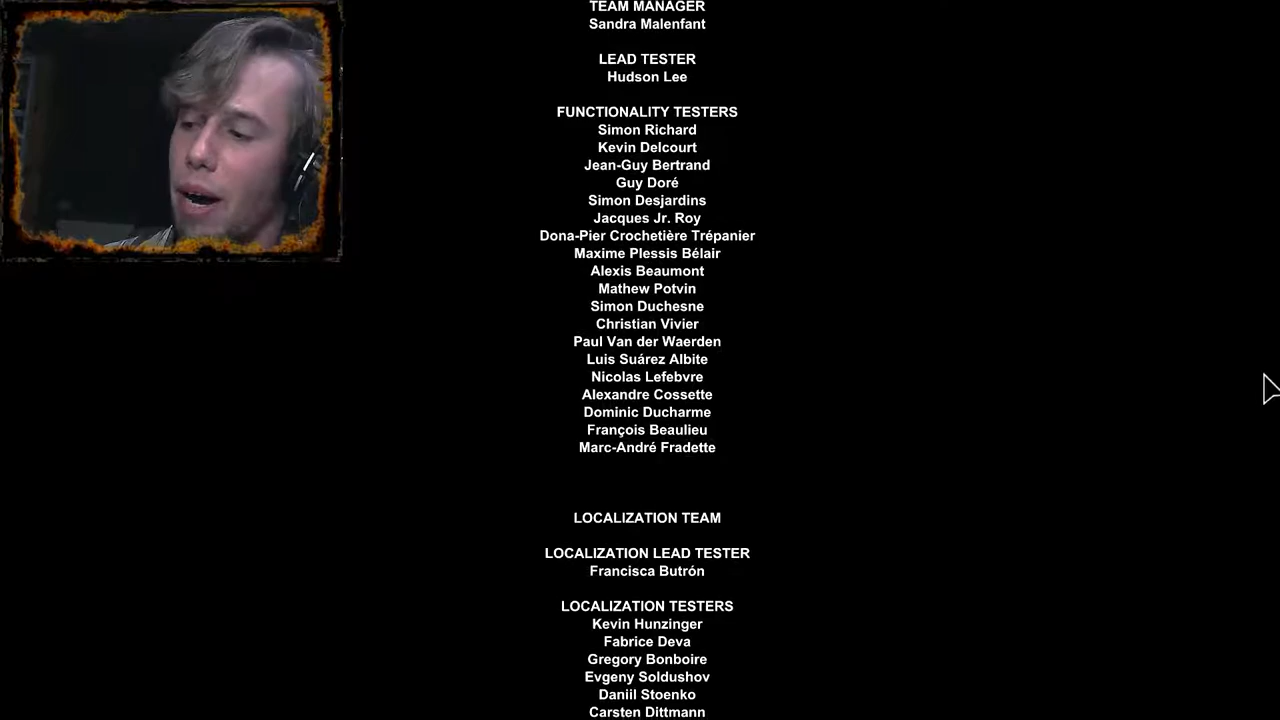 TEAM MANAGER
Sandra Malenfant
LEAD TESTER
Hudson Lee
FUNCTIONALITY TESTERS
Simon Richard
Kevin Delcourt
Jean-Guy Bertrand
Guy Doré
Simon Desjardins
Jacques Jr. Roy
Dona-Pier Crochetière Trépanier
Maxime Plessis Bélair
Alexis Beaumont
Mathew Potvin
Simon Duchesne
Christian Vivier
Paul Van der Waerden
Luis Suárez Albite
Nicolas Lefebvre
Alexandre Cossette
Dominic Ducharme
François Beaulieu
Marc-André Fradette
LOCALIZATION TEAM
LOCALIZATION LEAD TESTER
Francisca Butrón
LOCALIZATION TESTERS
Kevin Hunzinger
Fabrice Deva
Gregory Bonboire
Evgeny Soldushov
Daniil Stoenko
Carsten Dittmann